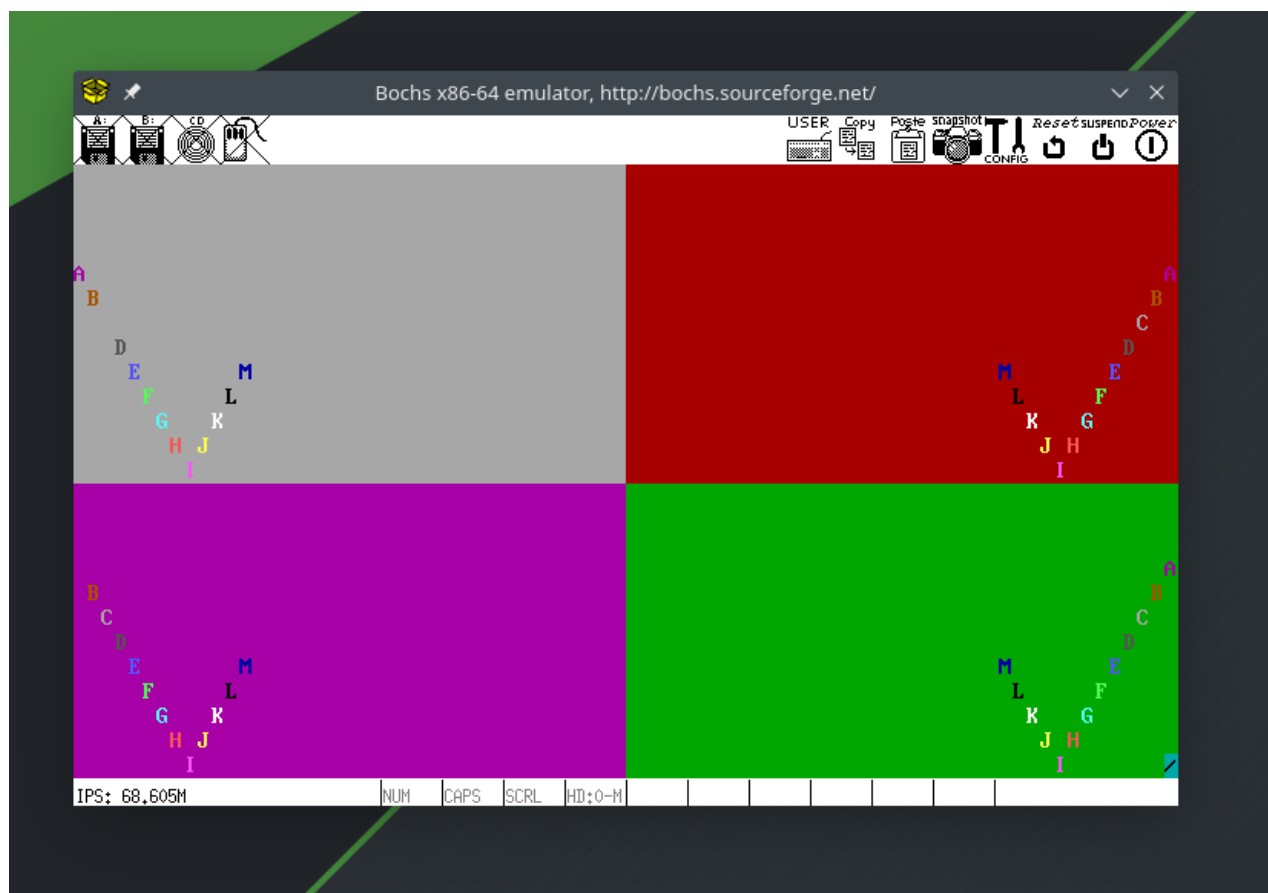 Bochs x86-64 emulator, http://bochs.sourceforge.net/
A: B: CD USER Copy Paste snapshot CONFIG Reset SUSPEND Power
A A
B B
C
D D
E M M E
F L L F
G K K G
H J J H
I I
A
B B
C C
D D
E M M E
F L L F
G K K G
H J J H
I I /
IPS: 68.605M NUM CAPS SCRL HD:0-M